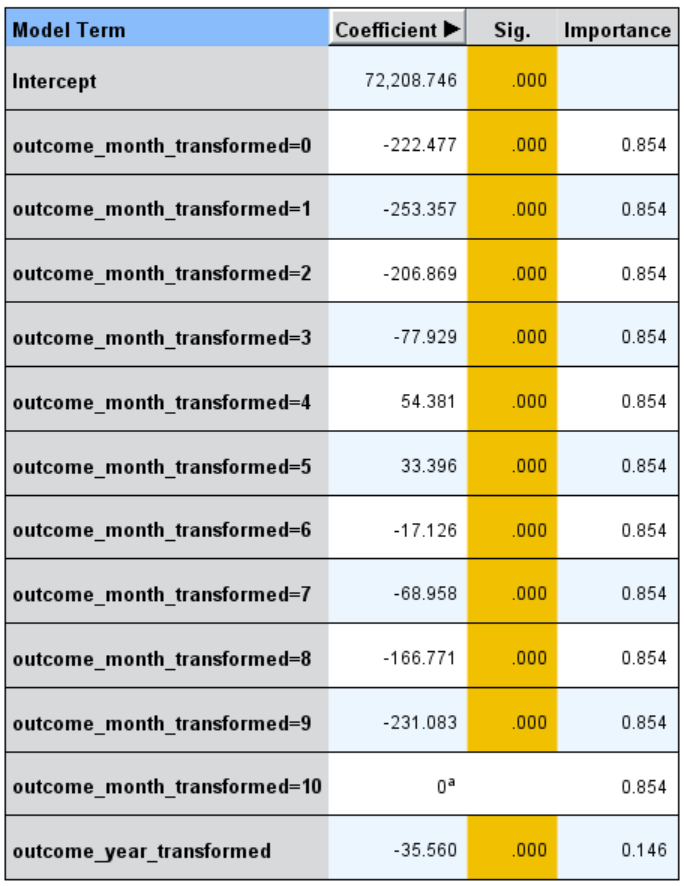 Model Term Coefficient ▶ Sig. Importance
Intercept 72,208.746 .000
outcome_month_transformed=0 -222.477 .000 0.854
outcome_month_transformed=1 -253.357 .000 0.854
outcome_month_transformed=2 -206.869 .000 0.854
outcome_month_transformed=3 -77.929 .000 0.854
outcome_month_transformed=4 54.381 .000 0.854
outcome_month_transformed=5 33.396 .000 0.854
outcome_month_transformed=6 -17.126 .000 0.854
outcome_month_transformed=7 -68.958 .000 0.854
outcome_month_transformed=8 -166.771 .000 0.854
outcome_month_transformed=9 -231.083 .000 0.854
outcome_month_transformed=10 0ª 0.854
outcome_year_transformed -35.560 .000 0.146